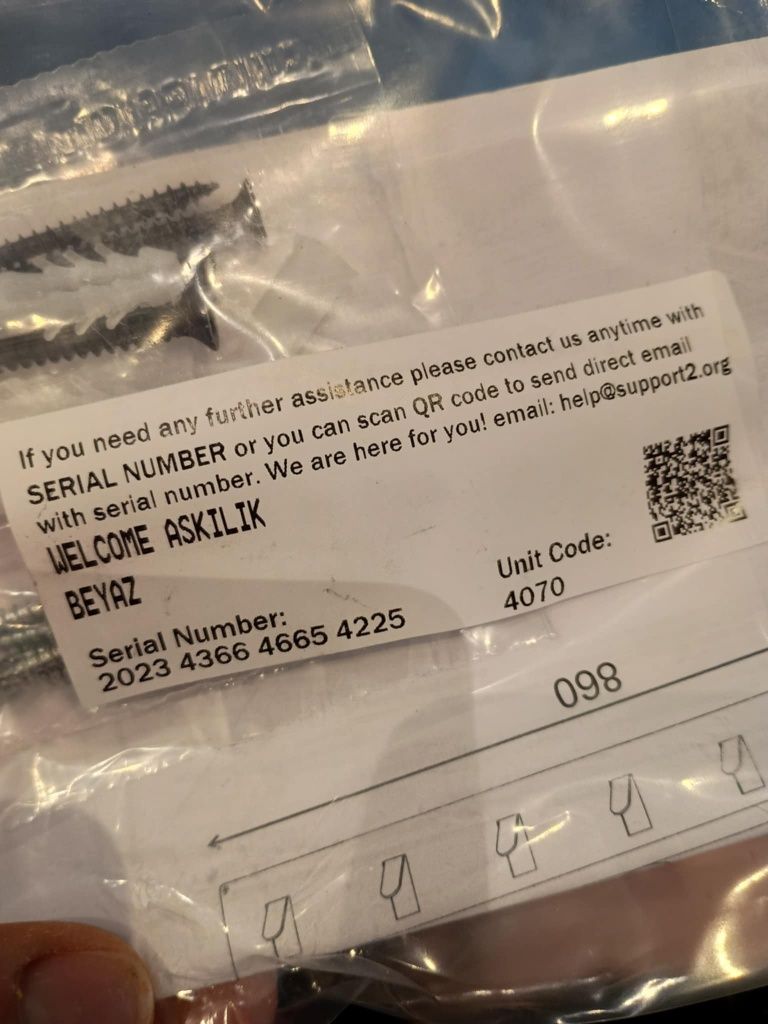 If you need any further assistance please contact us anytime with
SERIAL NUMBER or you can scan QR code to send direct email
with serial number. We are here for you! email: help@support2.org
WELCOME ASKILIK
BEYAZ
Serial Number:
2023 4366 4665 4225
Unit Code:
4070
860